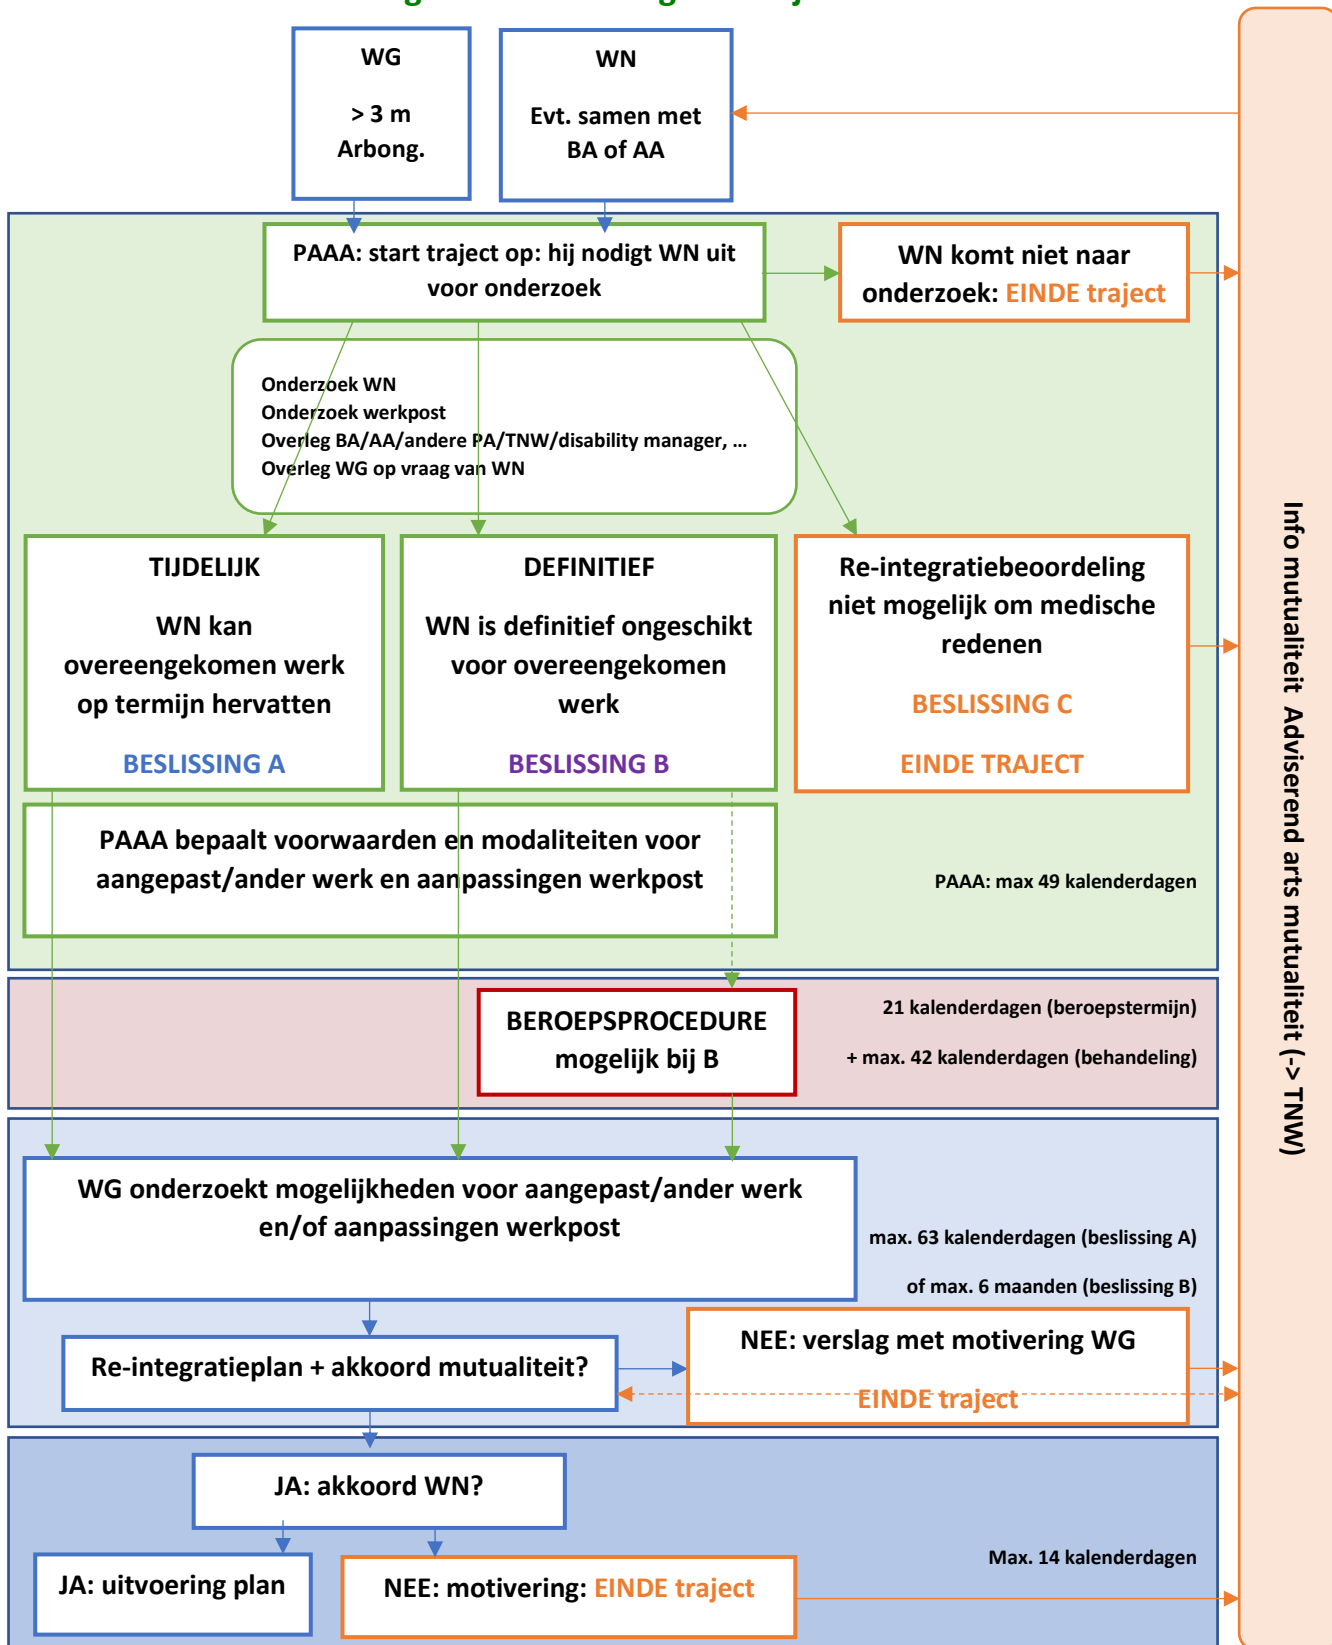 WG
> 3 m
Arbong.
WN
Evt. samen met
BA of AA
PAAA: start traject op: hij nodigt WN uit
voor onderzoek
WN komt niet naar
onderzoek: EINDE traject
Onderzoek WN
Onderzoek werkpost
Overleg BA/AA/andere PA/TNW/disability manager, ...
Overleg WG op vraag van WN
TIJDELIJK
WN kan
overeengekomen werk
op termijn hervatten
BESLISSING A
DEFINITIEF
WN is definitief ongeschikt
voor overeengekomen
werk
BESLISSING B
Re-integratiebeoordeling
niet mogelijk om medische
redenen
BESLISSING C
EINDE TRAJECT
PAAA bepaalt voorwaarden en modaliteiten voor
aangepast/ander werk en aanpassingen werkpost
PAAA: max 49 kalenderdagen
BEROEPSPROCEDURE
mogelijk bij B
21 kalenderdagen (beroepstermijn)
+ max. 42 kalenderdagen (behandeling)
WG onderzoekt mogelijkheden voor aangepast/ander werk
en/of aanpassingen werkpost
max. 63 kalenderdagen (beslissing A)
of max. 6 maanden (beslissing B)
Re-integratieplan + akkoord mutualiteit?
NEE: verslag met motivering WG
EINDE traject
JA: akkoord WN?
JA: uitvoering plan
NEE: motivering: EINDE traject
Max. 14 kalenderdagen
Info mutualiteit Adviserend arts mutualiteit (-> TNW)